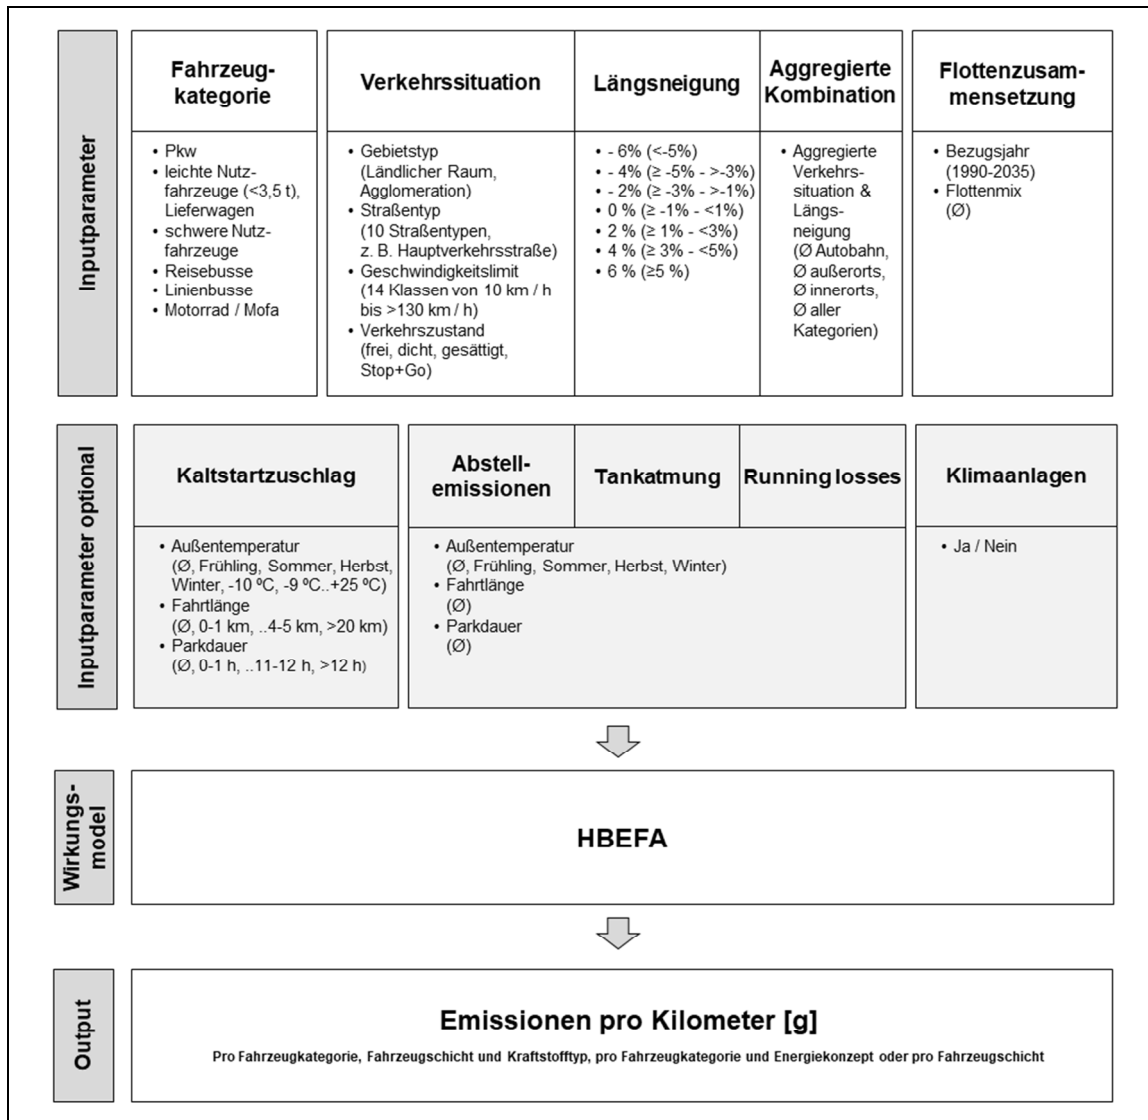 Inputparameter
Fahrzeug-
kategorie
• Pkw
• leichte Nutz-
fahrzeuge (<3,5 t),
Lieferwagen
• schwere Nutz-
fahrzeuge
• Reisebusse
• Linienbusse
• Motorrad / Mofa
Verkehrssituation
• Gebietstyp
(Ländlicher Raum,
Agglomeration)
• Straßentyp
(10 Straßentypen,
z. B. Hauptverkehrsstraße)
• Geschwindigkeitslimit
(14 Klassen von 10 km / h
bis >130 km / h)
• Verkehrszustand
(frei, dicht, gesättigt,
Stop+Go)
Längsneigung
• - 6% (<-5%)
• - 4% (≥ -5% - >-3%)
• - 2% (≥ -3% - >-1%)
• 0 % (≥ -1% - <1%)
• 2 % (≥ 1% - <3%)
• 4 % (≥ 3% - <5%)
• 6 % (≥5 %)
Aggregierte
Kombination
• Aggregierte
Verkehrs-
situation &
Längs-
neigung
(Ø Autobahn,
Ø außerorts,
Ø innerorts,
Ø aller
Kategorien)
Flottenzusam-
mensetzung
• Bezugsjahr
(1990-2035)
• Flottenmix
(Ø)
Inputparameter optional
Kaltstartzuschlag
• Außentemperatur
(Ø, Frühling, Sommer, Herbst,
Winter, -10 ºC, -9 ºC..+25 ºC)
• Fahrtlänge
(Ø, 0-1 km, ..4-5 km, >20 km)
• Parkdauer
(Ø, 0-1 h, ..11-12 h, >12 h)
Abstell-
emissionen
Tankatmung
Running losses
• Außentemperatur
(Ø, Frühling, Sommer, Herbst, Winter)
• Fahrtlänge
(Ø)
• Parkdauer
(Ø)
Klimaanlagen
• Ja / Nein
Wirkungs-
model
HBEFA
Output
Emissionen pro Kilometer [g]
Pro Fahrzeugkategorie, Fahrzeugschicht und Kraftstofftyp, pro Fahrzeugkategorie und Energiekonzept oder pro Fahrzeugschicht